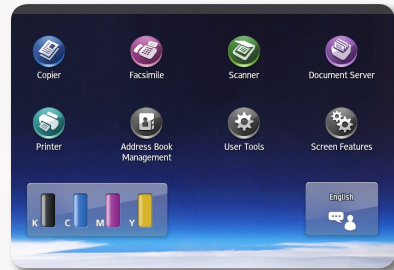 Copier
Facsimile
Scanner
Document Server
Printer
Address Book
Management
User Tools
Screen Features
English
K C M Y